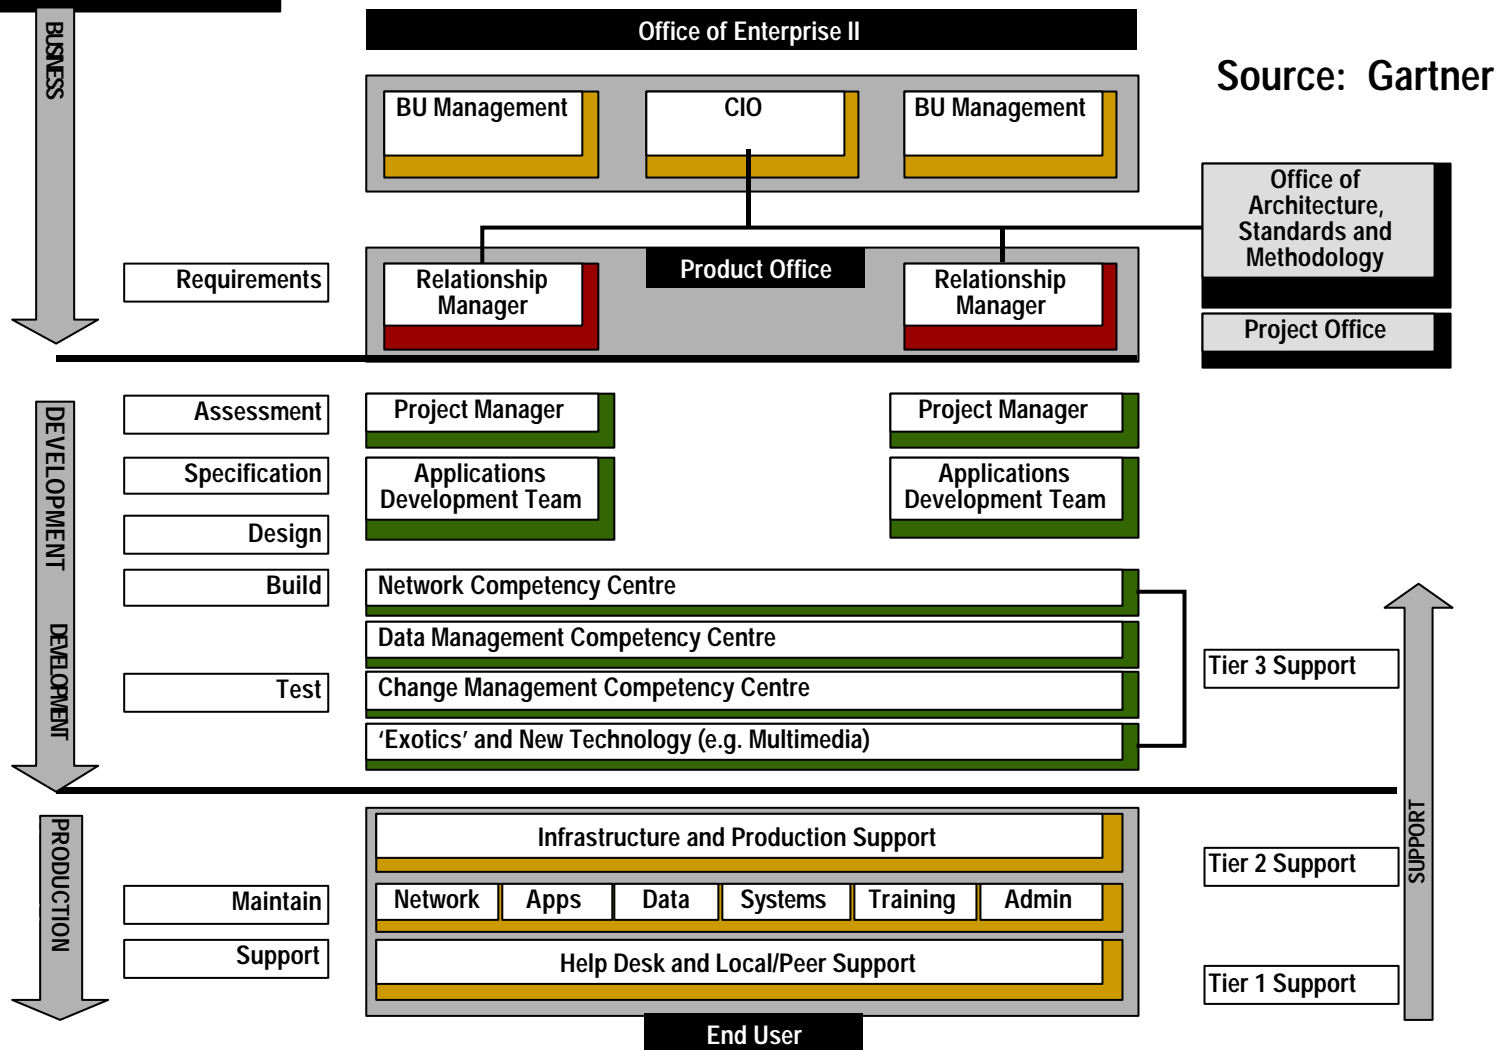 Office of Enterprise II
Source: Gartner
BUSINESS
BU Management
CIO
BU Management
Office of
Architecture,
Standards and
Methodology
Requirements
Relationship
Manager
Product Office
Relationship
Manager
Project Office
DEVELOPMENT
DEVELOPMENT
Assessment
Project Manager
Project Manager
Specification
Applications
Development Team
Applications
Development Team
Design
Build
Network Competency Centre
Data Management Competency Centre
Tier 3 Support
Test
Change Management Competency Centre
‘Exotics’ and New Technology (e.g. Multimedia)
SUPPORT
PRODUCTION
Infrastructure and Production Support
Tier 2 Support
Maintain
Network
Apps
Data
Systems
Training
Admin
Support
Help Desk and Local/Peer Support
Tier 1 Support
End User